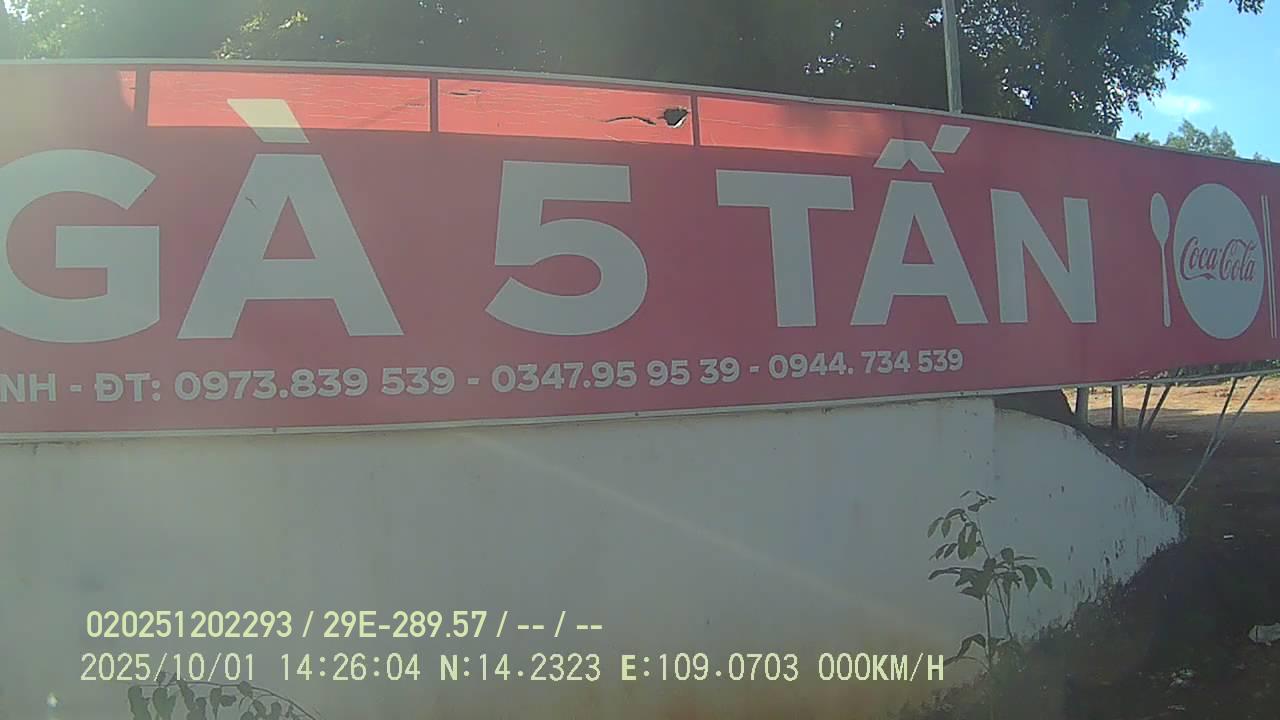 GÀ 5 TẤN
Coca-Cola
NH - ĐT: 0973.839 539 - 0347.95 95 39 - 0944. 734 539
020251202293 / 29E-289.57 / -- / --
2025/10/01 14:26:04 N:14.2323 E:109.0703 000KM/H